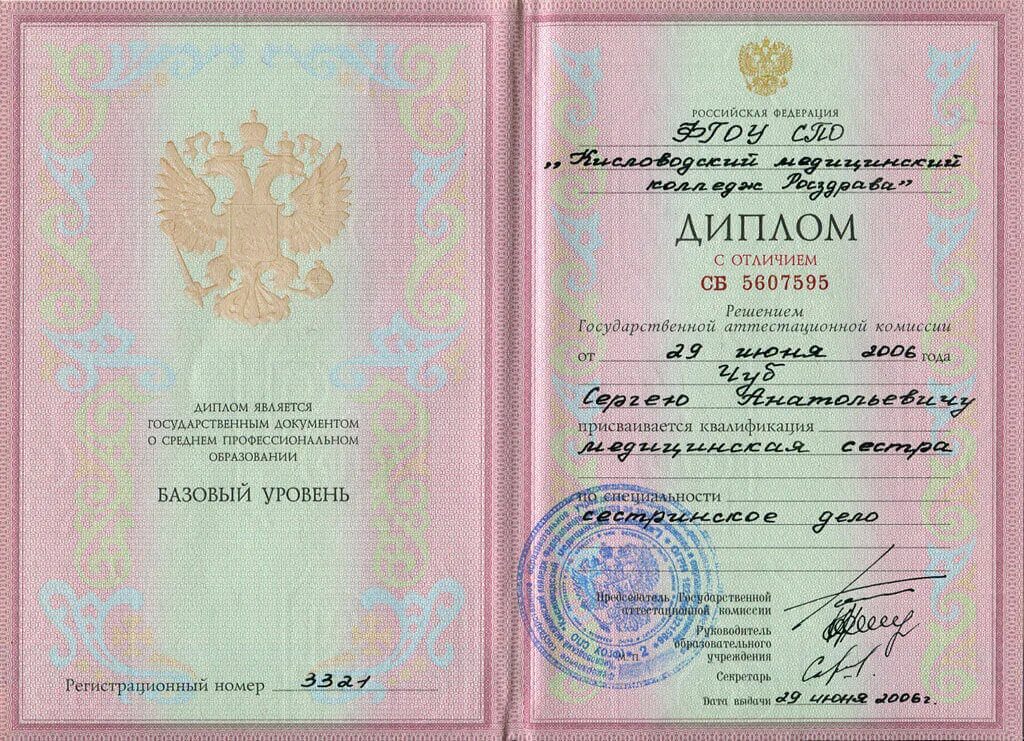 ДИПЛОМ ЯВЛЯЕТСЯ
ГОСУДАРСТВЕННЫМ ДОКУМЕНТОМ
О СРЕДНЕМ ПРОФЕССИОНАЛЬНОМ
ОБРАЗОВАНИИ
БАЗОВЫЙ УРОВЕНЬ
Регистрационный номер 3321
РОССИЙСКАЯ ФЕДЕРАЦИЯ
ФГОУ СПО
„Кисловодский медицинский
колледж Росздрава”
ДИПЛОМ
С ОТЛИЧИЕМ
СБ 5607595
Решением
Государственной аттестационной комиссии
от 29 июня 2006 года
Чуб
Сергею Анатольевичу
присваивается квалификация
медицинская сестра
по специальности
сестринское дело
Председатель Государственной
аттестационной комиссии
Руководитель
образовательного
учреждения
М.П.
Секретарь
Дата выдачи 29 июня 2006г.